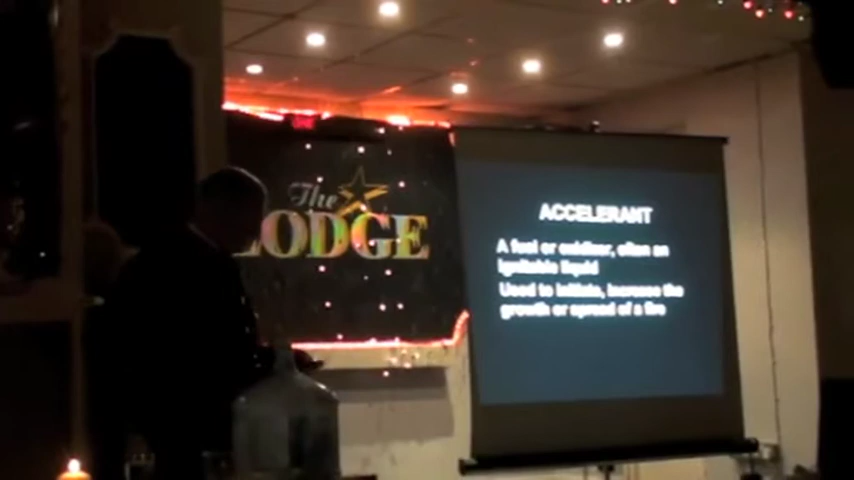 The
LODGE
ACCELERANT
A fuel or oxidizer, often an
ignitable liquid
Used to initiate, increase the
growth or spread of a fire